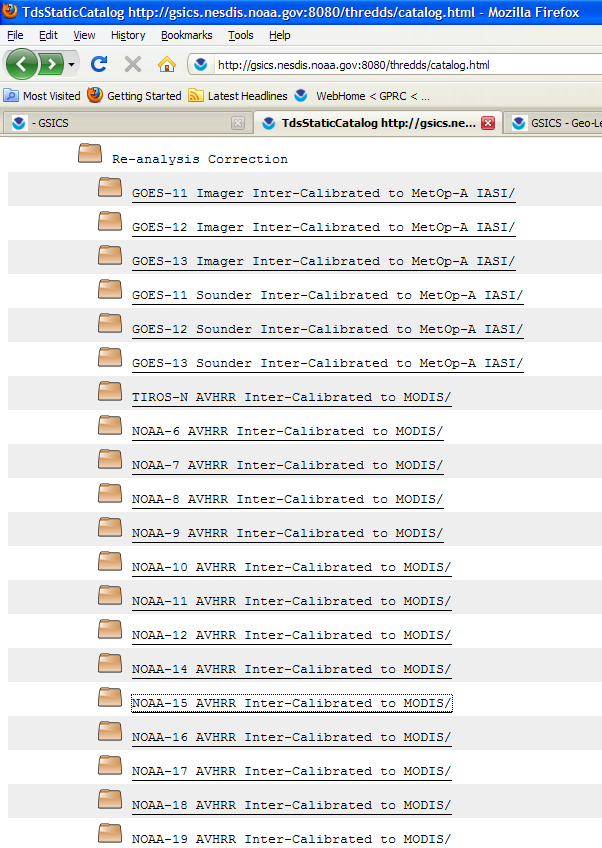 TdsStaticCatalog http://gsics.nesdis.noaa.gov:8080/thredds/catalog.html - Mozilla Firefox
File Edit View History Bookmarks Tools Help
http://gsics.nesdis.noaa.gov:8080/thredds/catalog.html
Most Visited Getting Started Latest Headlines WebHome < GPRC < ...
- GSICS TdsStaticCatalog http://gsics.ne... GSICS - Geo-Le
Re-analysis Correction
GOES-11 Imager Inter-Calibrated to MetOp-A IASI/
GOES-12 Imager Inter-Calibrated to MetOp-A IASI/
GOES-13 Imager Inter-Calibrated to MetOp-A IASI/
GOES-11 Sounder Inter-Calibrated to MetOp-A IASI/
GOES-12 Sounder Inter-Calibrated to MetOp-A IASI/
GOES-13 Sounder Inter-Calibrated to MetOp-A IASI/
TIROS-N AVHRR Inter-Calibrated to MODIS/
NOAA-6 AVHRR Inter-Calibrated to MODIS/
NOAA-7 AVHRR Inter-Calibrated to MODIS/
NOAA-8 AVHRR Inter-Calibrated to MODIS/
NOAA-9 AVHRR Inter-Calibrated to MODIS/
NOAA-10 AVHRR Inter-Calibrated to MODIS/
NOAA-11 AVHRR Inter-Calibrated to MODIS/
NOAA-12 AVHRR Inter-Calibrated to MODIS/
NOAA-14 AVHRR Inter-Calibrated to MODIS/
NOAA-15 AVHRR Inter-Calibrated to MODIS/
NOAA-16 AVHRR Inter-Calibrated to MODIS/
NOAA-17 AVHRR Inter-Calibrated to MODIS/
NOAA-18 AVHRR Inter-Calibrated to MODIS/
NOAA-19 AVHRR Inter-Calibrated to MODIS/